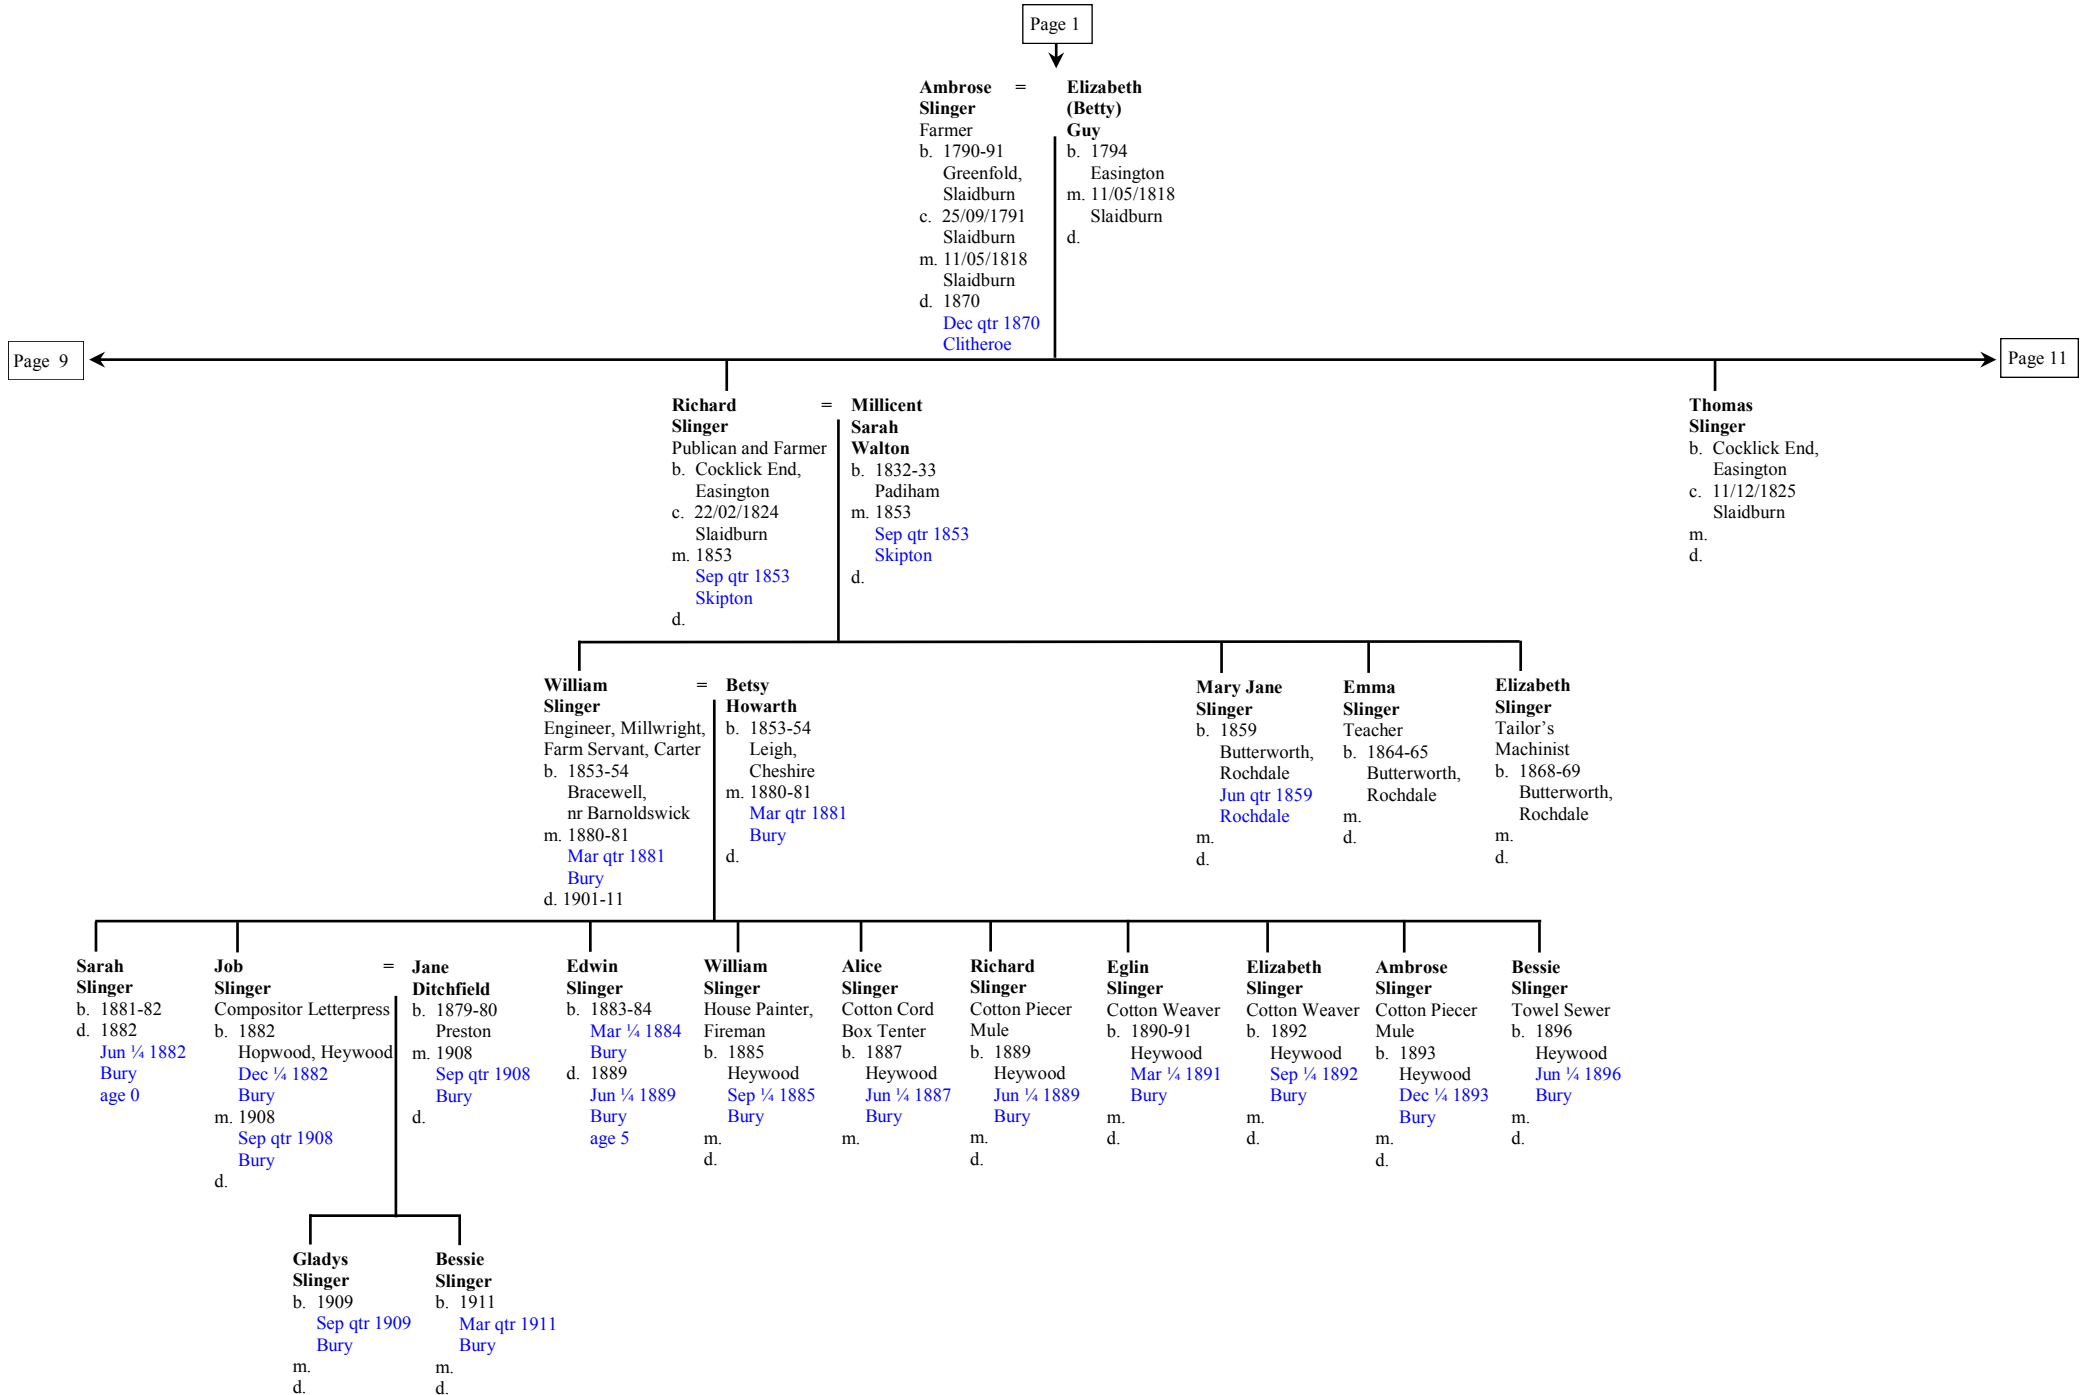 Page 1
Ambrose =
Slinger
Farmer
b. 1790-91
Greenfold,
Slaidburn
c. 25/09/1791
Slaidburn
m. 11/05/1818
Slaidburn
d. 1870
Dec qtr 1870
Clitheroe
Elizabeth
(Betty)
Guy
b. 1794
Easington
m. 11/05/1818
Slaidburn
d.
Page 9
Page 11
Richard =
Slinger
Publican and Farmer
b. Cocklick End,
Easington
c. 22/02/1824
Slaidburn
m. 1853
Sep qtr 1853
Skipton
d.
Millicent
Sarah
Walton
b. 1832-33
Padiham
m. 1853
Sep qtr 1853
Skipton
d.
Thomas
Slinger
b. Cocklick End,
Easington
c. 11/12/1825
Slaidburn
m.
d.
William =
Slinger
Engineer, Millwright,
Farm Servant, Carter
b. 1853-54
Bracewell,
nr Barnoldswick
m. 1880-81
Mar qtr 1881
Bury
d. 1901-11
Betsy
Howarth
b. 1853-54
Leigh,
Cheshire
m. 1880-81
Mar qtr 1881
Bury
d.
Mary Jane
Slinger
b. 1859
Butterworth,
Rochdale
Jun qtr 1859
Rochdale
m.
d.
Emma
Slinger
Teacher
b. 1864-65
Butterworth,
Rochdale
m.
d.
Elizabeth
Slinger
Tailor’s
Machinist
b. 1868-69
Butterworth,
Rochdale
m.
d.
Sarah
Slinger
b. 1881-82
d. 1882
Jun ¼ 1882
Bury
age 0
Job =
Slinger
Compositor Letterpress
b. 1882
Hopwood, Heywood
Dec ¼ 1882
Bury
m. 1908
Sep qtr 1908
Bury
d.
Jane
Ditchfield
b. 1879-80
Preston
m. 1908
Sep qtr 1908
Bury
d.
Edwin
Slinger
b. 1883-84
Mar ¼ 1884
Bury
d. 1889
Jun ¼ 1889
Bury
age 5
William
Slinger
House Painter,
Fireman
b. 1885
Heywood
Sep ¼ 1885
Bury
m.
d.
Alice
Slinger
Cotton Cord
Box Tenter
b. 1887
Heywood
Jun ¼ 1887
Bury
m.
Richard
Slinger
Cotton Piecer
Mule
b. 1889
Heywood
Jun ¼ 1889
Bury
m.
d.
Eglin
Slinger
Cotton Weaver
b. 1890-91
Heywood
Mar ¼ 1891
Bury
m.
d.
Elizabeth
Slinger
Cotton Weaver
b. 1892
Heywood
Sep ¼ 1892
Bury
m.
d.
Ambrose
Slinger
Cotton Piecer
Mule
b. 1893
Heywood
Dec ¼ 1893
Bury
m.
d.
Bessie
Slinger
Towel Sewer
b. 1896
Heywood
Jun ¼ 1896
Bury
m.
d.
Gladys
Slinger
b. 1909
Sep qtr 1909
Bury
m.
d.
Bessie
Slinger
b. 1911
Mar qtr 1911
Bury
m.
d.